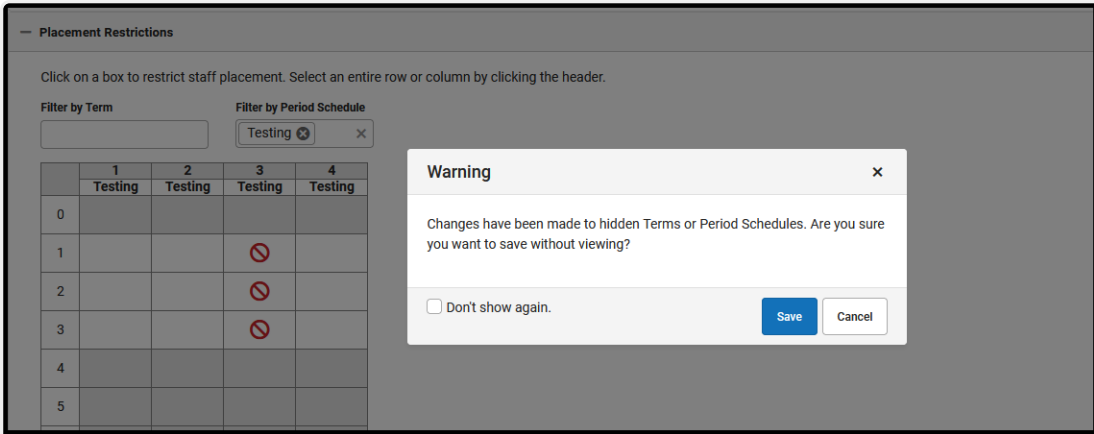 Placement Restrictions
Click on a box to restrict staff placement. Select an entire row or column by clicking the header.
Filter by Term Filter by Period Schedule
Testing
1 2 3 4
Testing Testing Testing Testing
0
1
2
3
4
5
Warning
Changes have been made to hidden Terms or Period Schedules. Are you sure
you want to save without viewing?
Don't show again.
Save Cancel